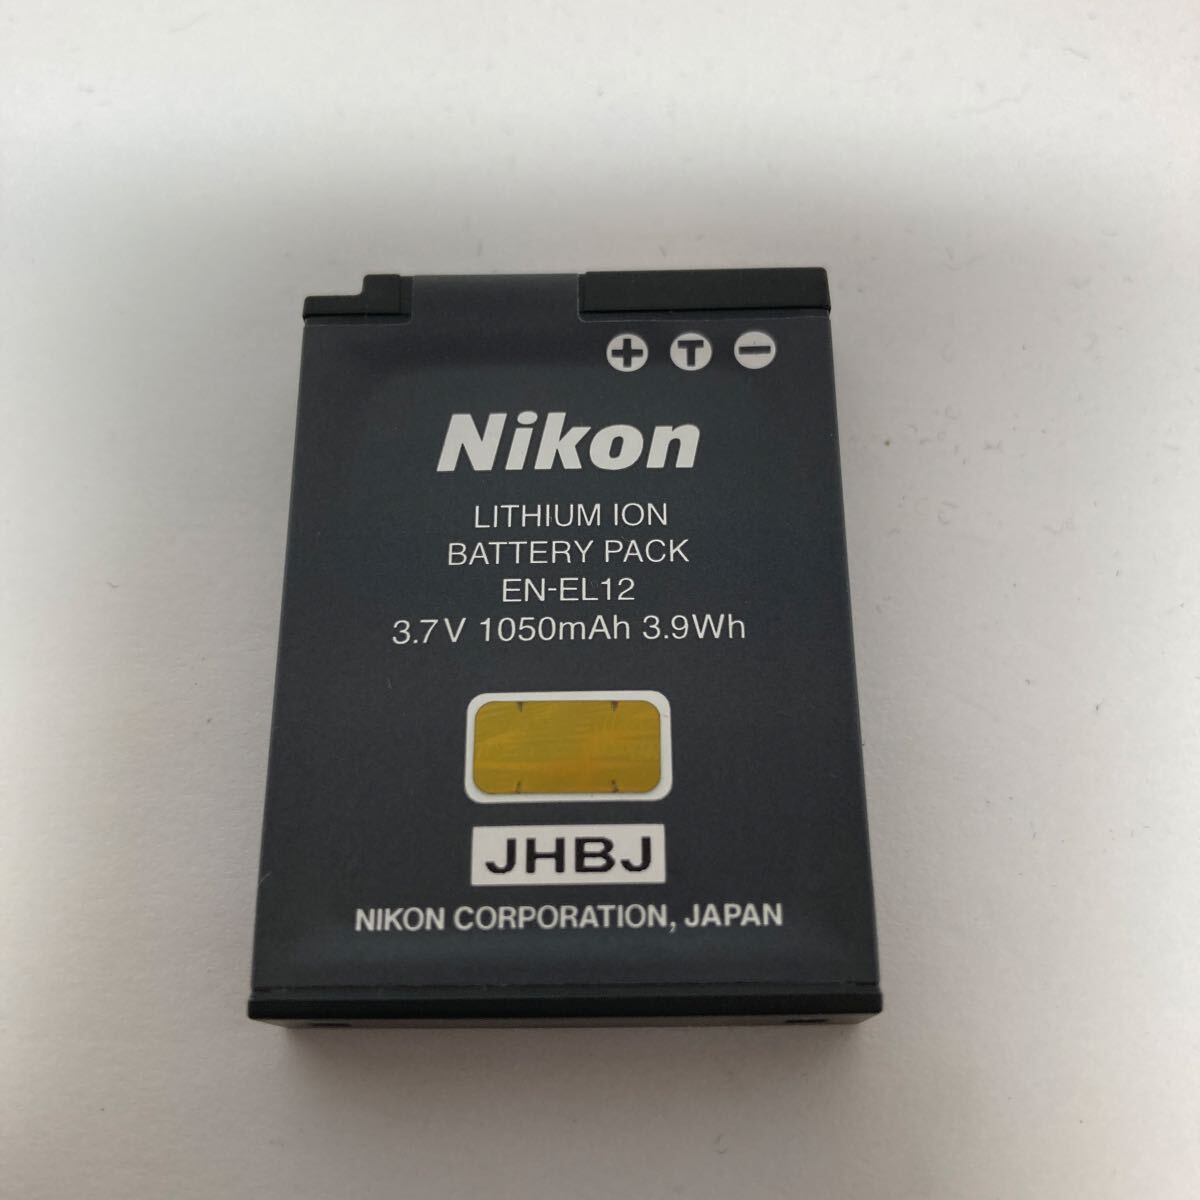 + T -
Nikon
LITHIUM ION
BATTERY PACK
EN-EL12
3.7V 1050mAh 3.9Wh
JHBJ
NIKON CORPORATION, JAPAN